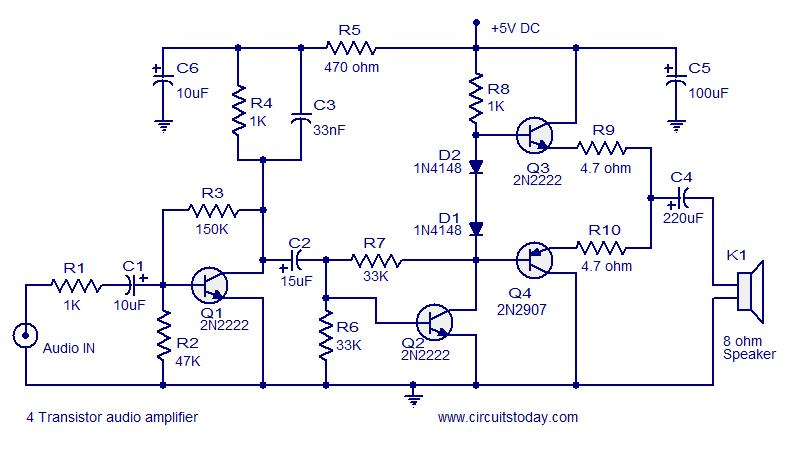 +5V DC
R5
470 ohm
C6
10uF
R4
1K
C3
33nF
R8
1K
C5
100uF
D2
1N4148
Q3
2N2222
R9
4.7 ohm
C4
220uF
R3
150K
D1
1N4148
R10
4.7 ohm
C2
15uF
R7
33K
K1
R1
1K
C1
10uF
Q1
2N2222
Q4
2N2907
R2
47K
R6
33K
Q2
2N2222
Audio IN
8 ohm
Speaker
4 Transistor audio amplifier
www.circuitstoday.com